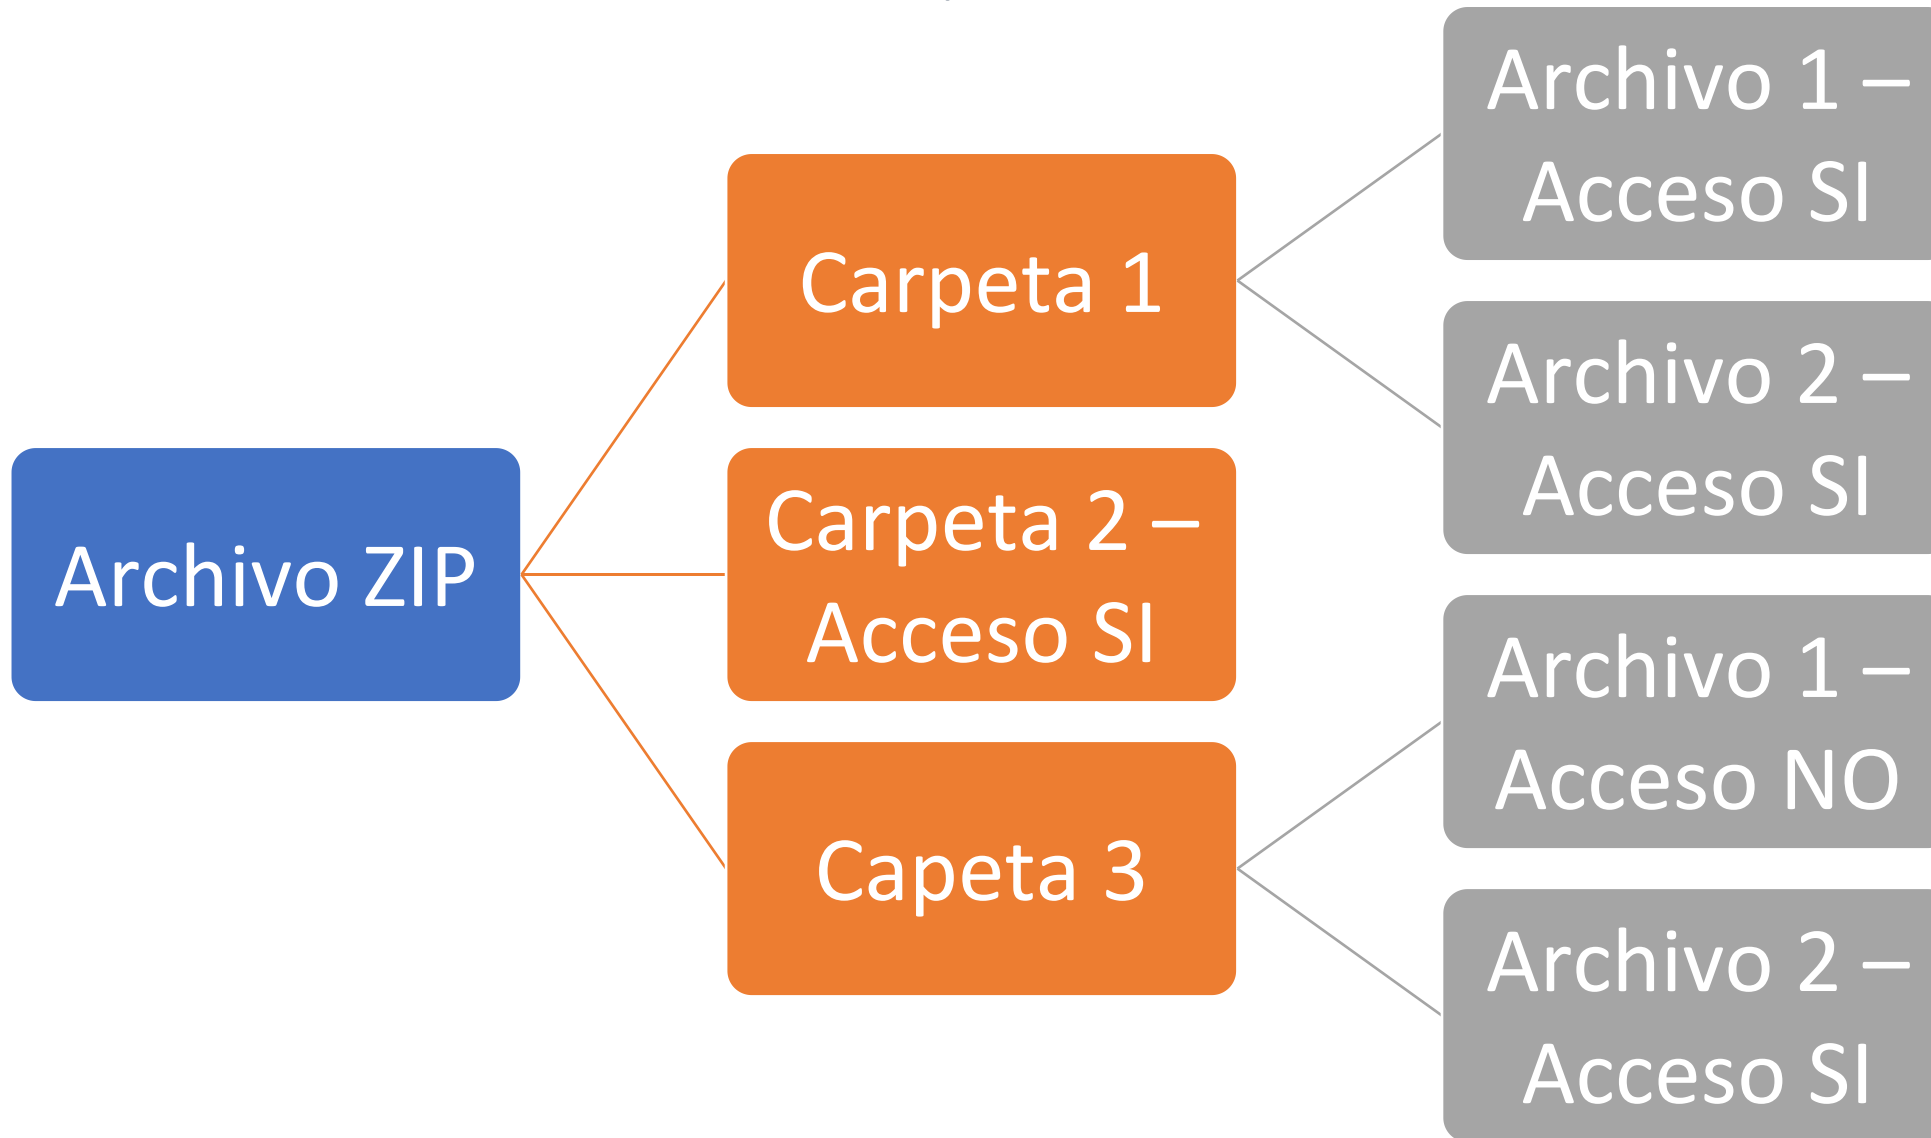 Archivo ZIP
Carpeta 1
Archivo 1 –
Acceso SI
Archivo 2 –
Acceso SI
Carpeta 2 –
Acceso SI
Capeta 3
Archivo 1 –
Acceso NO
Archivo 2 –
Acceso SI